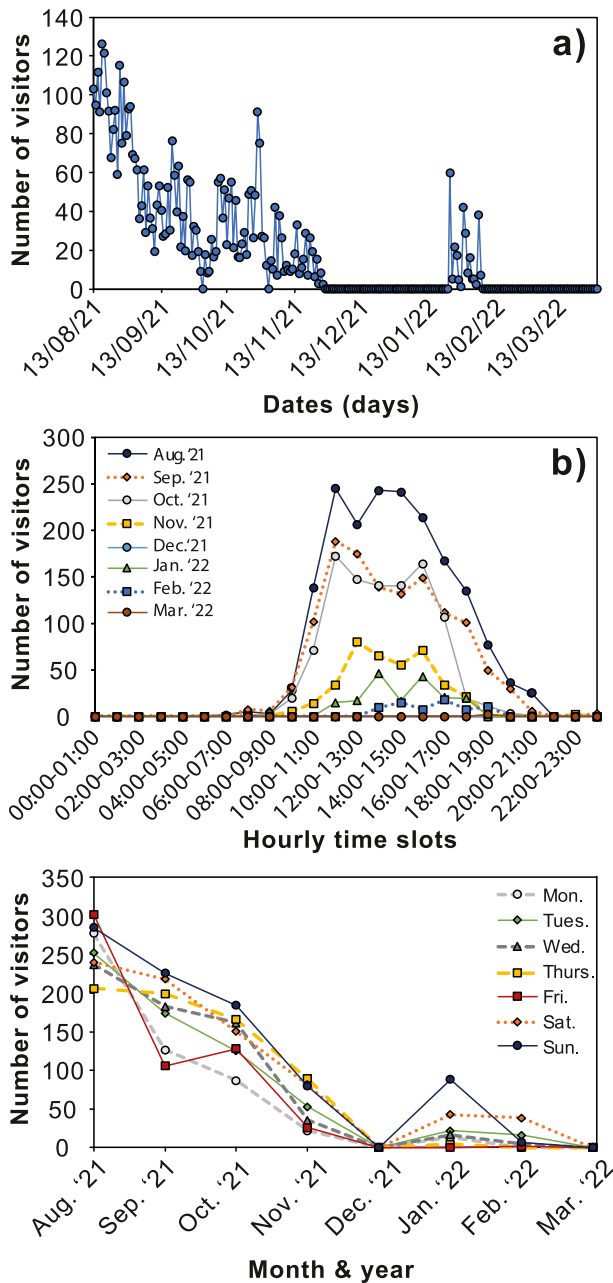 140
a)
120
100
80
60
40
20
0
Number of visitors
13/08/21
13/09/21
13/10/21
13/11/21
13/12/21
13/01/22
13/02/22
13/03/22
Dates (days)
300
b)
250
200
150
100
50
0
Number of visitors
Aug.‘21
Sep. ‘21
Oct. ‘21
Nov. ‘21
Dec.‘21
Jan. ‘22
Feb. ‘22
Mar. ‘22
00:00-01:00
02:00-03:00
04:00-05:00
06:00-07:00
08:00-09:00
10:00-11:00
12:00-13:00
14:00-15:00
16:00-17:00
18:00-19:00
20:00-21:00
22:00-23:00
Hourly time slots
350
300
250
200
150
100
50
0
Number of visitors
Mon.
Tues.
Wed.
Thurs.
Fri.
Sat.
Sun.
Aug. ‘21
Sep. ‘21
Oct. ‘21
Nov. ‘21
Dec. ‘21
Jan. ‘22
Feb. ‘22
Mar. ‘22
Month & year